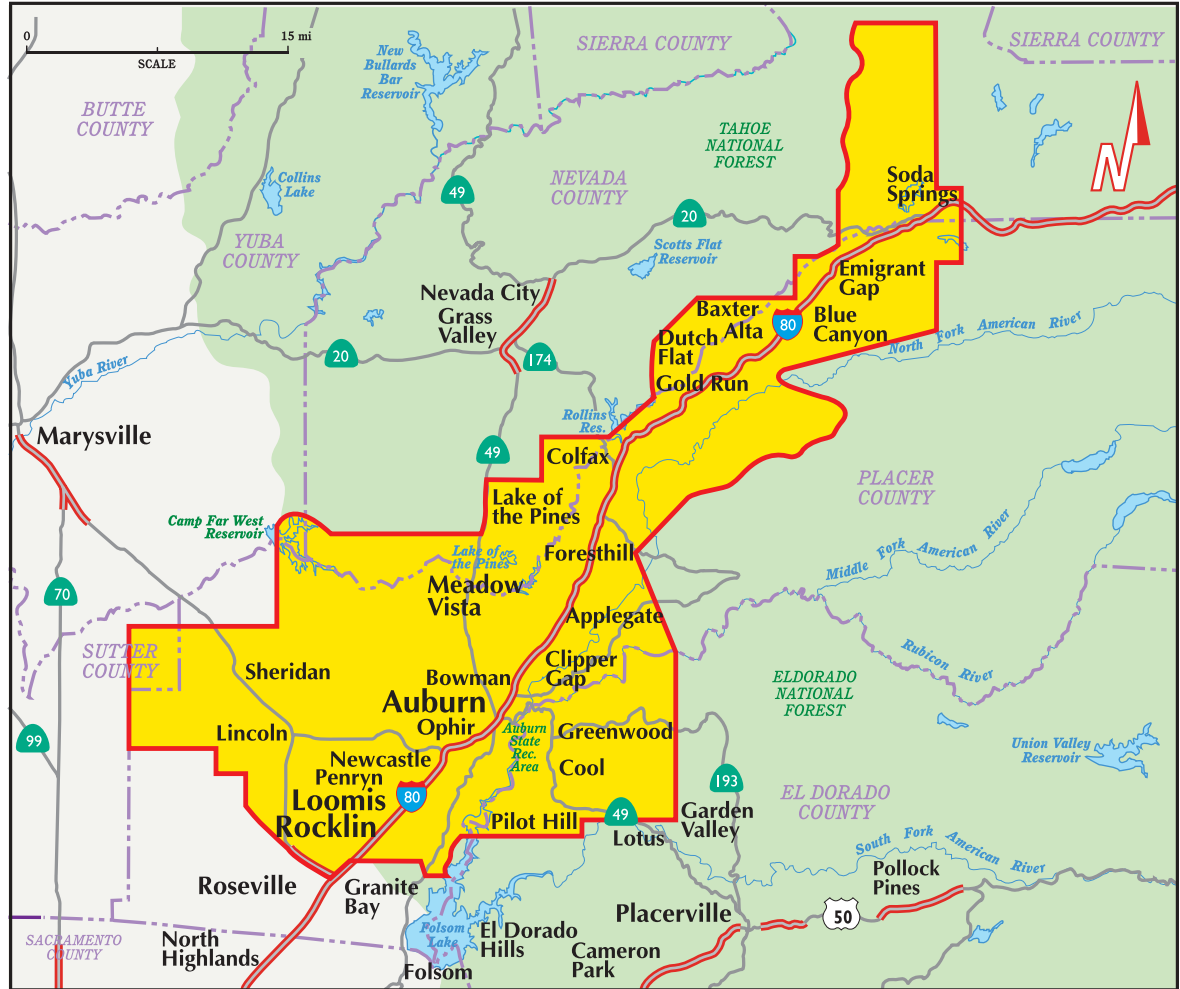 0
15 mi
SCALE
New
Bullards
Bar
Reservoir
SIERRA COUNTY
SIERRA COUNTY
BUTTE
COUNTY
TAHOE
NATIONAL
FOREST
N
Collins
Lake
49
NEVADA
COUNTY
Soda
Springs
20
YUBA
COUNTY
Scotts Flat
Reservoir
Emigrant
Gap
Nevada City
Grass
Valley
Baxter
Alta
80
Blue
Canyon
Dutch
Flat
North Fork American River
20
174
Yuba River
Gold Run
Rollins
Res.
Marysville
49
Colfax
PLACER
COUNTY
Lake of
the Pines
Camp Far West
Reservoir
Lake of
the Pines
Foresthill
Middle Fork American River
70
Meadow
Vista
Applegate
SUTTER
COUNTY
Sheridan
Clipper
Gap
Rubicon River
Bowman
Auburn
Ophir
ELDORADO
NATIONAL
FOREST
99
Lincoln
Auburn
State
Rec.
Area
Greenwood
Union Valley
Reservoir
Newcastle
Penryn
Cool
193
Loomis
80
EL DORADO
COUNTY
Rocklin
Pilot Hill
49
Garden
Valley
Lotus
South Fork American River
Roseville
Granite
Bay
Pollock
Pines
Placerville
50
SACRAMENTO
COUNTY
North
Highlands
Folsom
Lake
El Dorado
Hills
Cameron
Park
Folsom